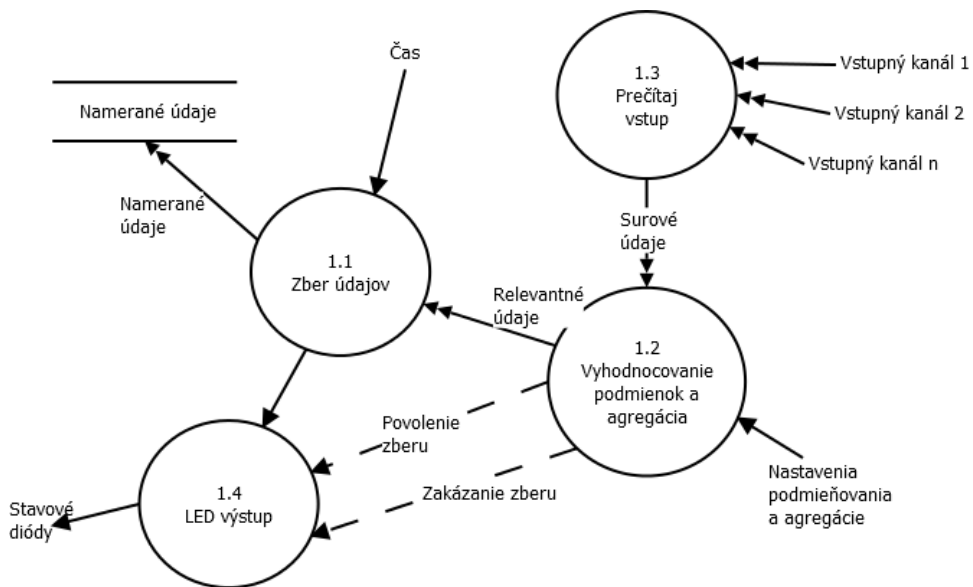 Čas
1.3
Prečítaj
vstup
Vstupný kanál 1
Vstupný kanál 2
Vstupný kanál n
Namerané údaje
Namerané
údaje
Surové
údaje
1.1
Zber údajov
Relevantné
údaje
1.2
Vyhodnocovanie
podmienok a
agregácia
Povolenie
zberu
Zakázanie zberu
Nastavenia
podmieňovania
a agregácie
1.4
LED výstup
Stavové
diódy